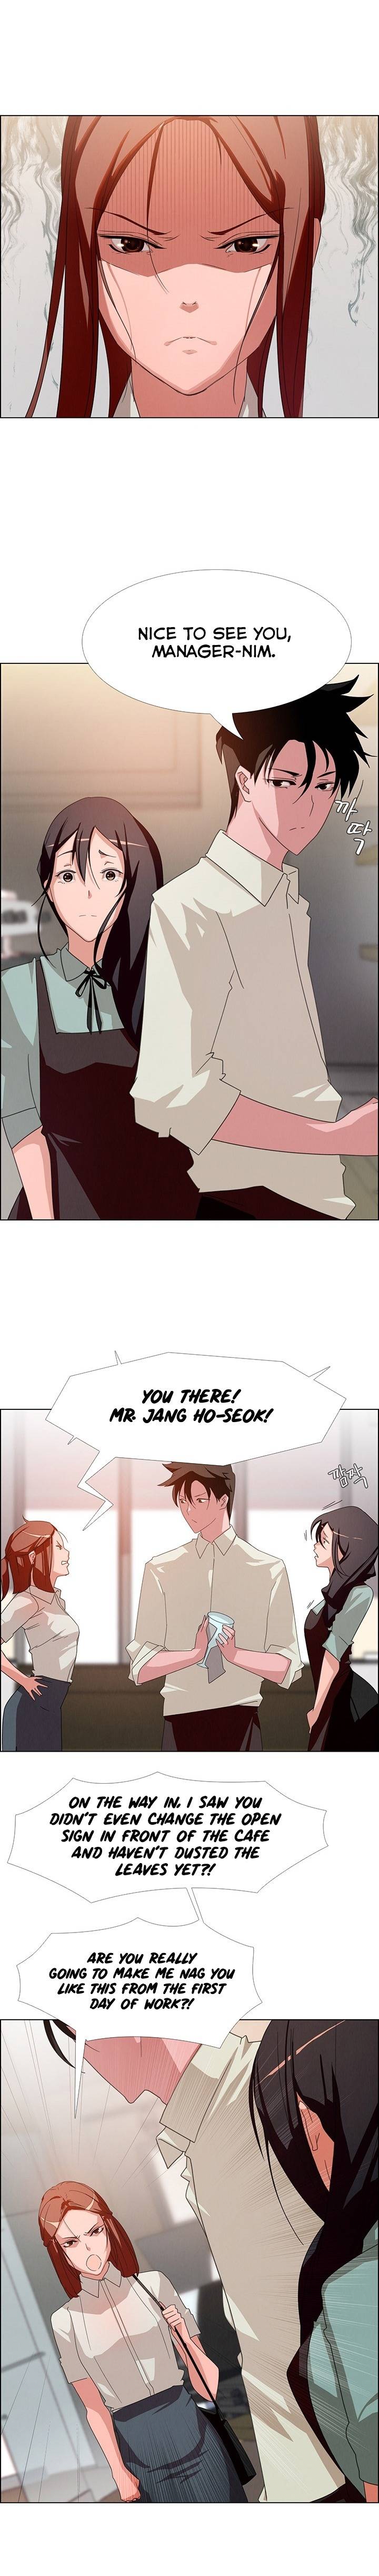 NICE TO SEE YOU,
MANAGER-NIM.
까
딱
YOU THERE!
MR. JANG HO-SEOK!
깜짝
ON THE WAY IN, I SAW YOU
DIDN'T EVEN CHANGE THE OPEN
SIGN IN FRONT OF THE CAFE
AND HAVEN'T DUSTED THE
LEAVES YET?!
ARE YOU REALLY
GOING TO MAKE ME NAG YOU
LIKE THIS FROM THE FIRST
DAY OF WORK?!